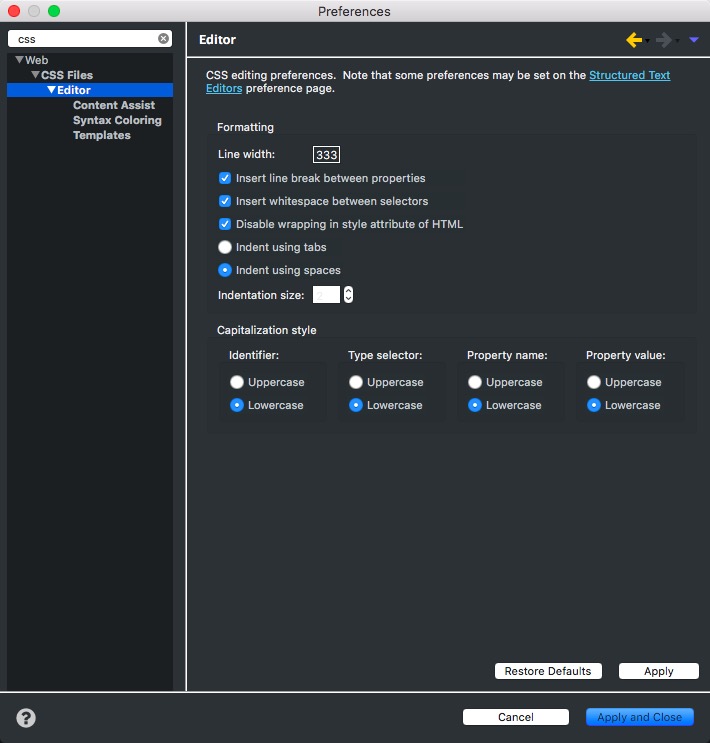 Preferences
css
Editor
Web
CSS Files
Editor
Content Assist
Syntax Coloring
Templates
CSS editing preferences.  Note that some preferences may be set on the Structured Text
Editors preference page.
Formatting
Line width: 333
Insert line break between properties
Insert whitespace between selectors
Disable wrapping in style attribute of HTML
Indent using tabs
Indent using spaces
Indentation size:
Capitalization style
Identifier: Type selector: Property name: Property value:
Uppercase Uppercase Uppercase Uppercase
Lowercase Lowercase Lowercase Lowercase
Restore Defaults Apply
? Cancel Apply and Close